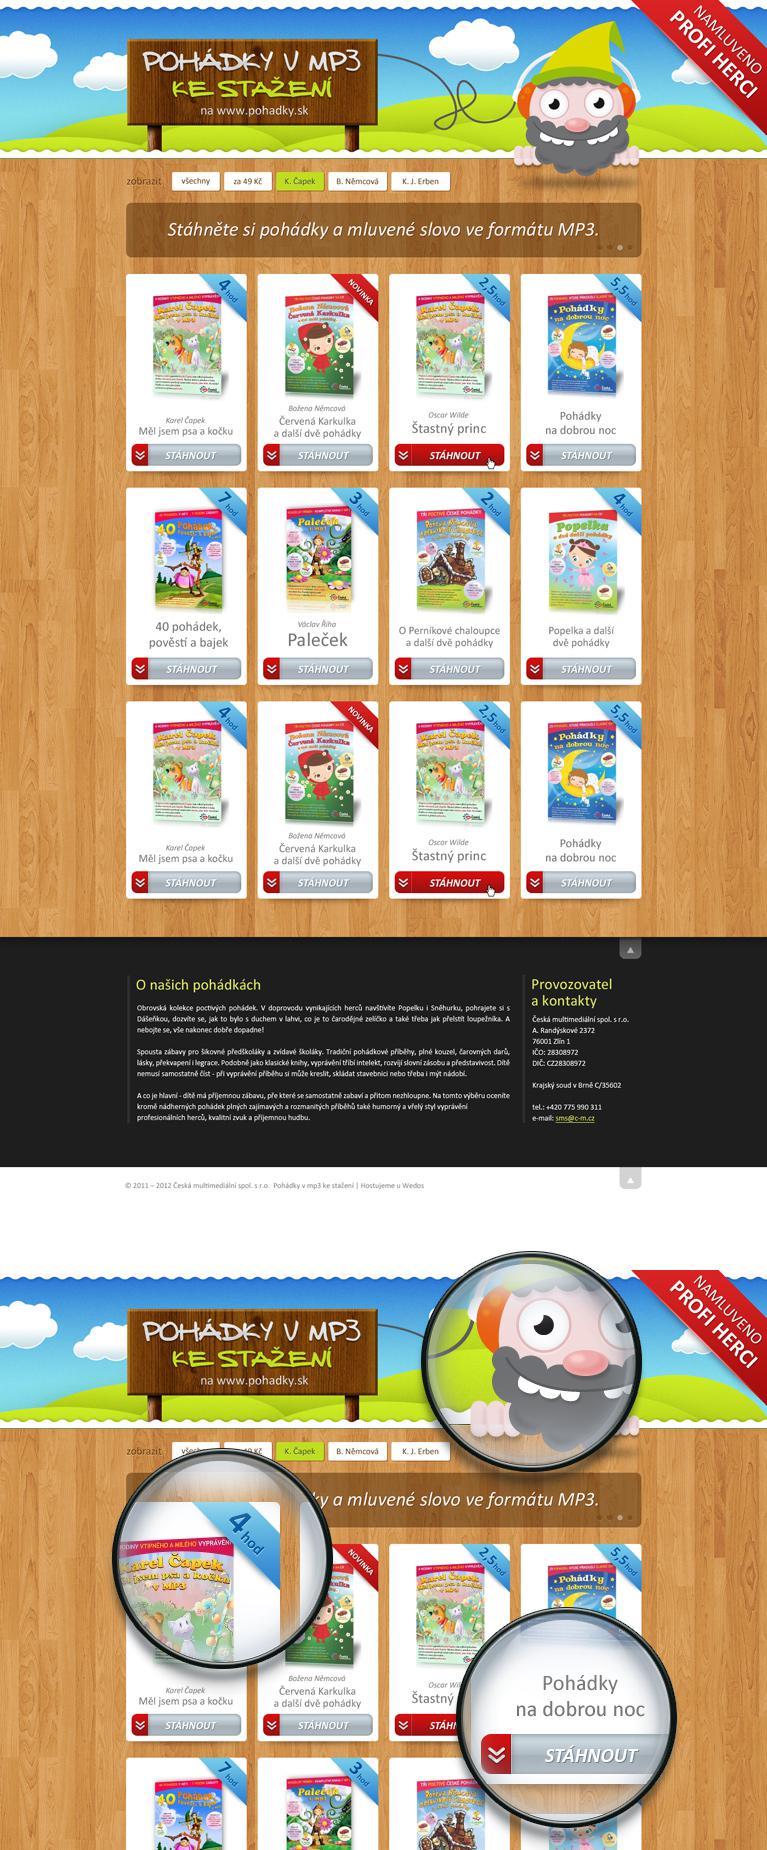 POHÁDKY V MP3
KE STAŽENÍ
na www.pohadky.sk
NAMLUVENO
PROFI HERCI
zobrazit všechny za 49 Kč K. Čapek B. Němcová K. J. Erben
Stáhněte si pohádky a mluvené slovo ve formátu MP3.
4 hod
NOVINKA
2,5 hod
5,5 hod
Karel Čapek
Měl jsem psa a kočku
Božena Němcová
Červená Karkulka
a další dvě pohádky
Oscar Wilde
Štastný princ
Pohádky
na dobrou noc
STÁHNOUT STÁHNOUT STÁHNOUT STÁHNOUT
7 hod
3 hod
2 hod
4 hod
40 pohádek,
pověstí a bajek
Václav Říha
Paleček
O Perníkové chaloupce
a další dvě pohádky
Popelka a další
dvě pohádky
STÁHNOUT STÁHNOUT STÁHNOUT STÁHNOUT
4 hod
NOVINKA
2,5 hod
5,5 hod
Karel Čapek
Měl jsem psa a kočku
Božena Němcová
Červená Karkulka
a další dvě pohádky
Oscar Wilde
Štastný princ
Pohádky
na dobrou noc
STÁHNOUT STÁHNOUT STÁHNOUT STÁHNOUT
O našich pohádkách
Obrovská kolekce poctivých pohádek. V doprovodu vynikajících herců navštívíte Popelku i Sněhurku, pohrajete si s
Dášeňkou, dozvíte se, jak to bylo s duchem v lahvi, co je to čarodějné zelíčko a také třeba jak přelstít loupežníka. A
nebojte se, vše nakonec dobře dopadne!
Spousta zábavy pro šikovné předškoláky a zvídavé školáky. Tradiční pohádkové příběhy, plné kouzel, čarovných darů,
lásky, překvapení i legrace. Podobně jako klasické knihy, vyprávění tříbí intelekt, rozvíjí slovní zásobu a představivost. Dítě
nemusí samostatně číst - při vyprávění příběhu si může kreslit, skládat stavebnici nebo třeba i mýt nádobí.
A co je hlavní - dítě má příjemnou zábavu, pře které se samostatně zabaví a přitom nezhloupne. Na tomto výběru oceníte
kromě nádherných pohádek plných zajímavých a rozmanitých příběhů také humorný a vřelý styl vyprávění
profesionálních herců, kvalitní zvuk a příjemnou hudbu.
Provozovatel
a kontakty
Česká multimediální spol. s r.o.
A. Randýskové 2372
76001 Zlín 1
IČO: 28308972
DIČ: CZ28308972
Krajský soud v Brně C/35602
tel.: +420 775 990 311
e-mail: sms@c-m.cz
© 2011 – 2012 Česká multimediální spol. s r.o. Pohádky v mp3 ke stažení | Hostujeme u Wedos
POHÁDKY V MP3
KE STAŽENÍ
na www.pohadky.sk
NAMLUVENO
PROFI HERCI
zobrazit K. Čapek B. Němcová K. J. Erben
a mluvené slovo ve formátu MP3.
4 hod
NOVINKA
2,5 hod
5,5 hod
Karel Čapek
Měl jsem psa a kočku
Božena Němcová
Červená Karkulka
a další dvě pohádky
Štastný
Pohádky
na dobrou noc
STÁHNOUT STÁHNOUT STÁHNOUT
7 hod
3 hod